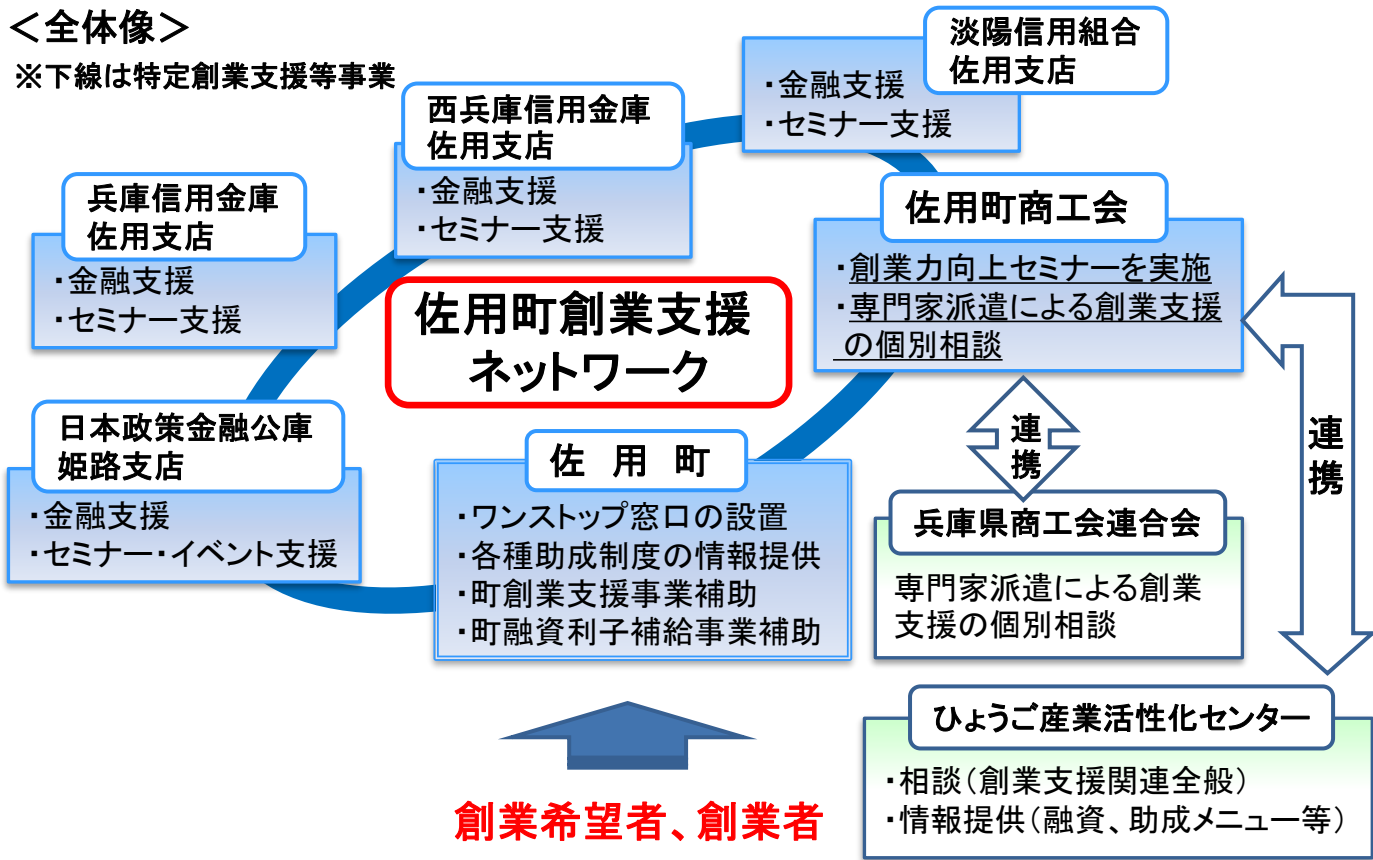 ＜全体像＞
※下線は特定創業支援等事業
淡陽信用組合
佐用支店
・金融支援
・セミナー支援
西兵庫信用金庫
佐用支店
・金融支援
・セミナー支援
兵庫信用金庫
佐用支店
・金融支援
・セミナー支援
佐用町商工会
・創業力向上セミナーを実施
・専門家派遣による創業支援
の個別相談
佐用町創業支援
ネットワーク
日本政策金融公庫
姫路支店
・金融支援
・セミナー・イベント支援
佐　用　町
・ワンストップ窓口の設置
・各種助成制度の情報提供
・町創業支援事業補助
・町融資利子補給事業補助
連
携
連
携
兵庫県商工会連合会
専門家派遣による創業
支援の個別相談
ひょうご産業活性化センター
・相談（創業支援関連全般）
・情報提供（融資、助成メニュー等）
創業希望者、創業者